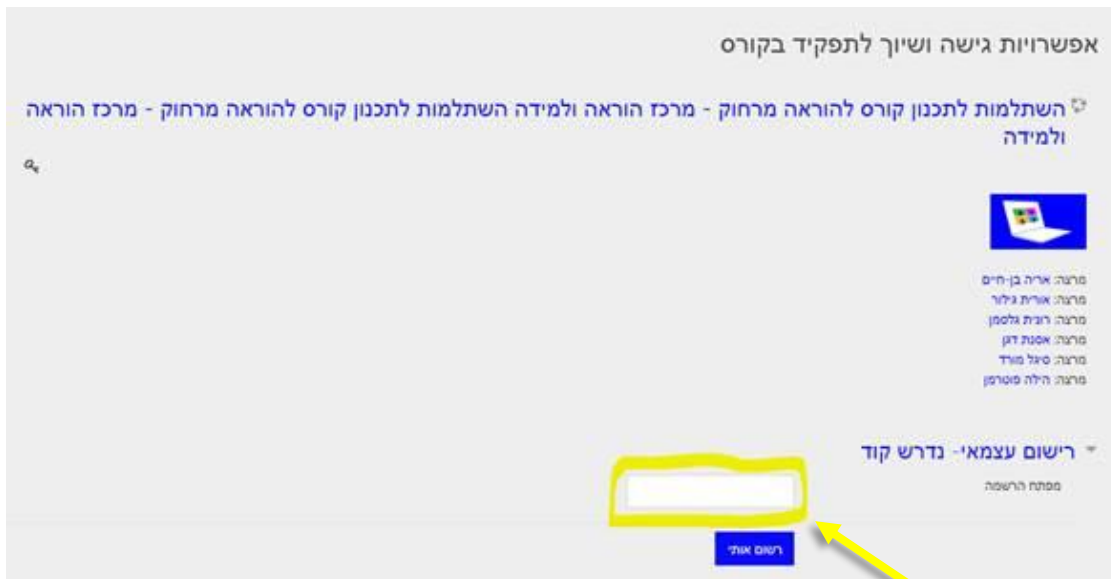 אפשרויות גישה ושיוך לתפקיד בקורס
השתלמות לתכנון קורס להוראה מרחוק - מרכז הוראה ולמידה השתלמות לתכנון קורס להוראה מרחוק - מרכז הוראה
ולמידה
מרצה: אריה בן-חיים
מרצה: אורית גילור
מרצה: רונית גלסמן
מרצה: אסנת דגן
מרצה: סיגל מורד
מרצה: הילה פוטרמן
רישום עצמאי- נדרש קוד
מפתח הרשמה
רשום אותי